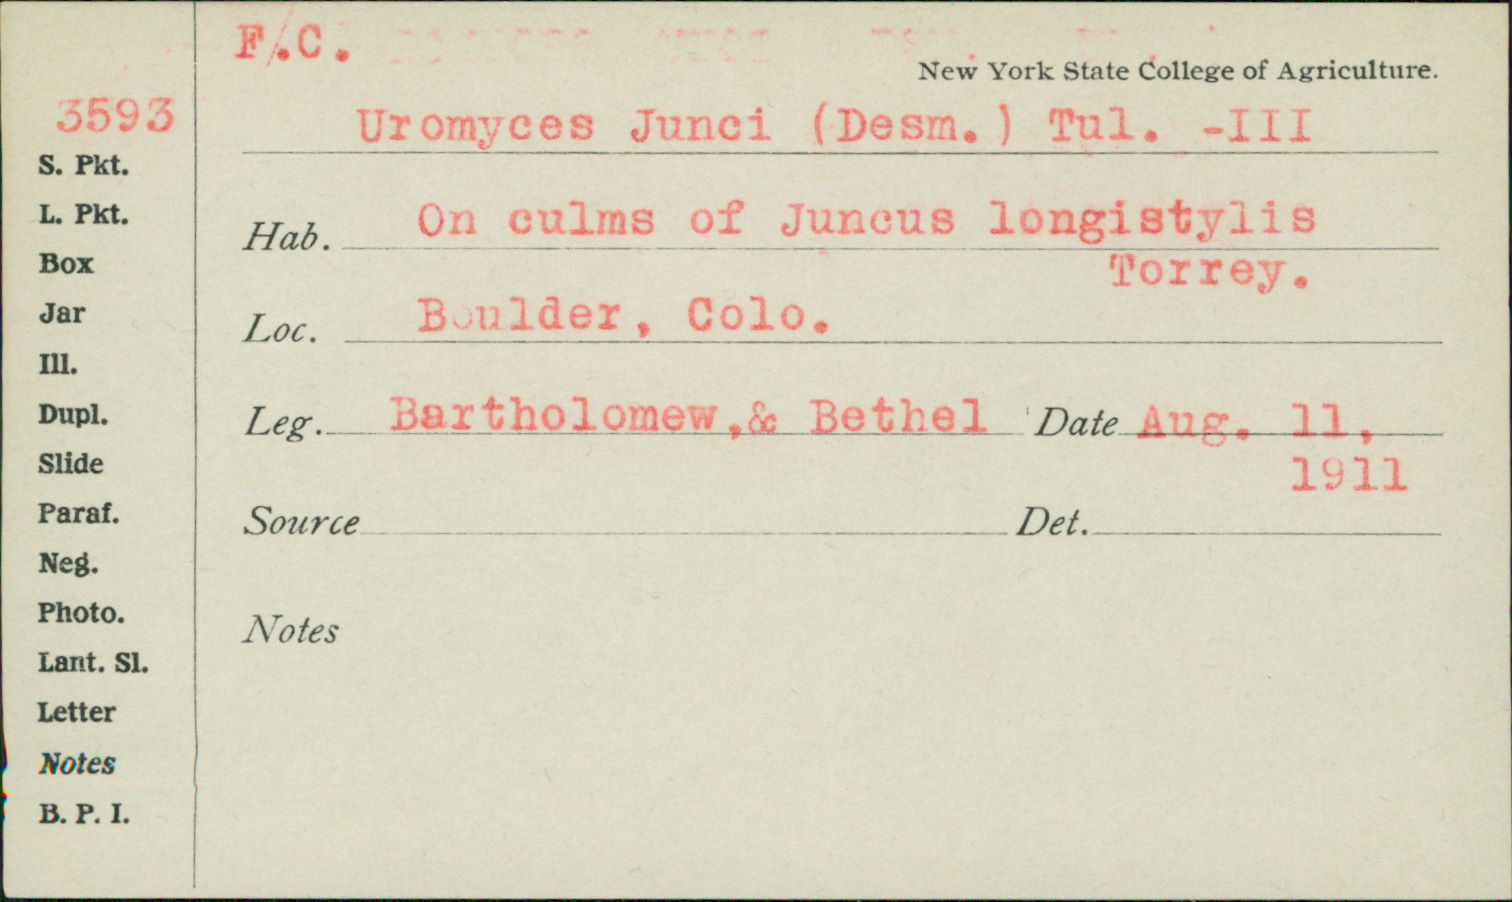 F.C.
New York State College of Agriculture.
3593
Uromyces Junci (Desm.) Tul. -III
S. Pkt.
L. Pkt.
Box
Jar
Ill.
Dupl.
Slide
Paraf.
Neg.
Photo.
Lant. Sl.
Letter
Notes
B. P. I.
Hab. On culms of Juncus longistylis
Torrey.
Loc. Boulder, Colo.
Leg. Bartholomew,& Bethel Date Aug. 11,
1911
Source Det.
Notes